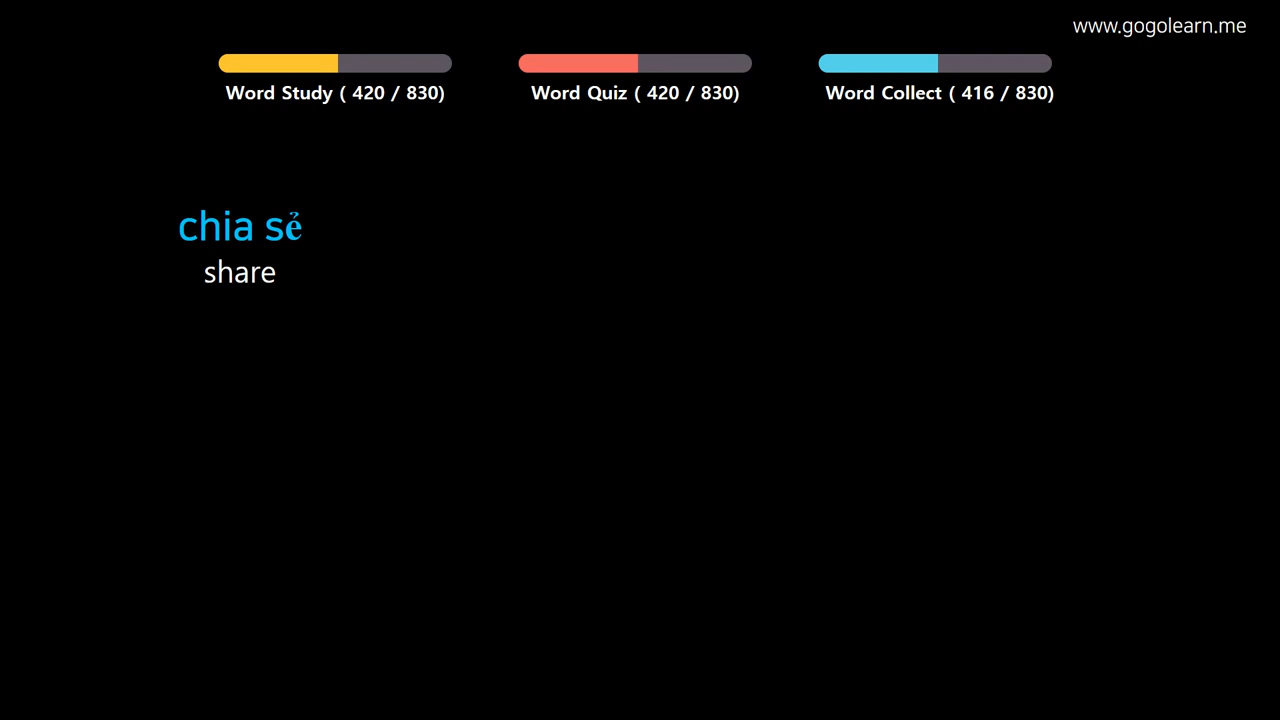 www.gogolearn.me
Word Study ( 420 / 830)
Word Quiz ( 420 / 830)
Word Collect ( 416 / 830)
chia sẻ
share